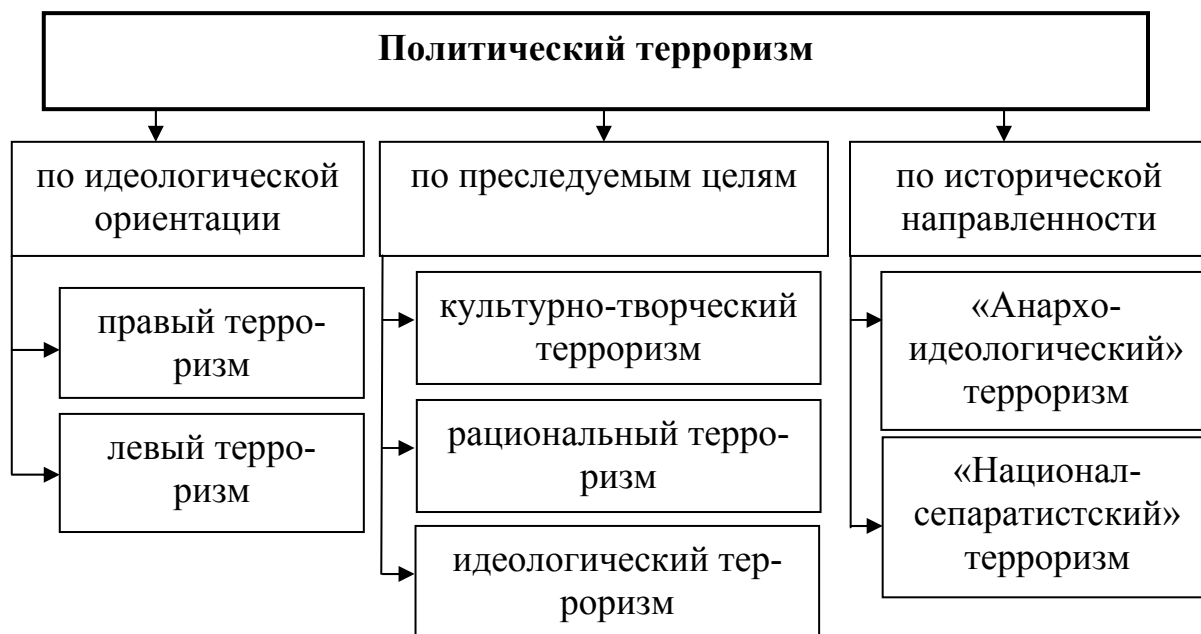 Политический терроризм
по идеологической
ориентации
правый терро-
ризм
левый терро-
ризм
по преследуемым целям
культурно-творческий
терроризм
рациональный терро-
ризм
идеологический тер-
роризм
по исторической
направленности
«Анархо-
идеологический»
терроризм
«Национал-
сепаратистский»
терроризм